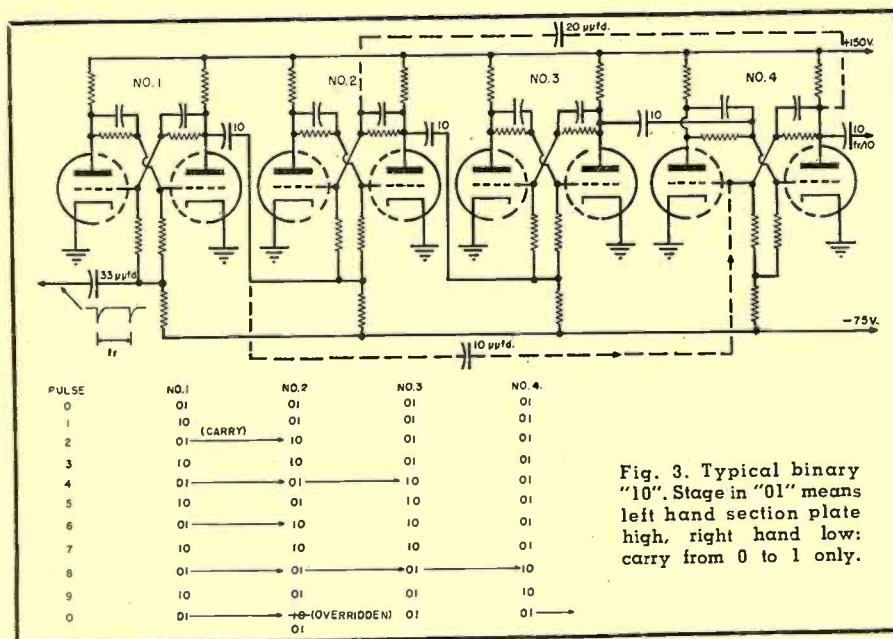 20 μμfd.
+150V.
NO.1
NO.2
NO.3
NO.4
10
10
10
10
fr/10
33 μμfd
fr
-75V.
10 μμfd.
PULSE NO.1 NO.2 NO.3 NO.4.
0 01 01 01 01
1 10 01 01 01
(CARRY)
2 01 10 01 01
3 10 10 01 01
4 01 01 10 01
5 10 01 10 01
6 01 10 10 01
7 10 10 10 01
8 01 01 01 10
9 10 01 01 10
0 01 10 (OVERRIDDEN) 01 01
01
Fig. 3. Typical binary
"10". Stage in "01" means
left hand section plate
high, right hand low:
carry from 0 to 1 only.